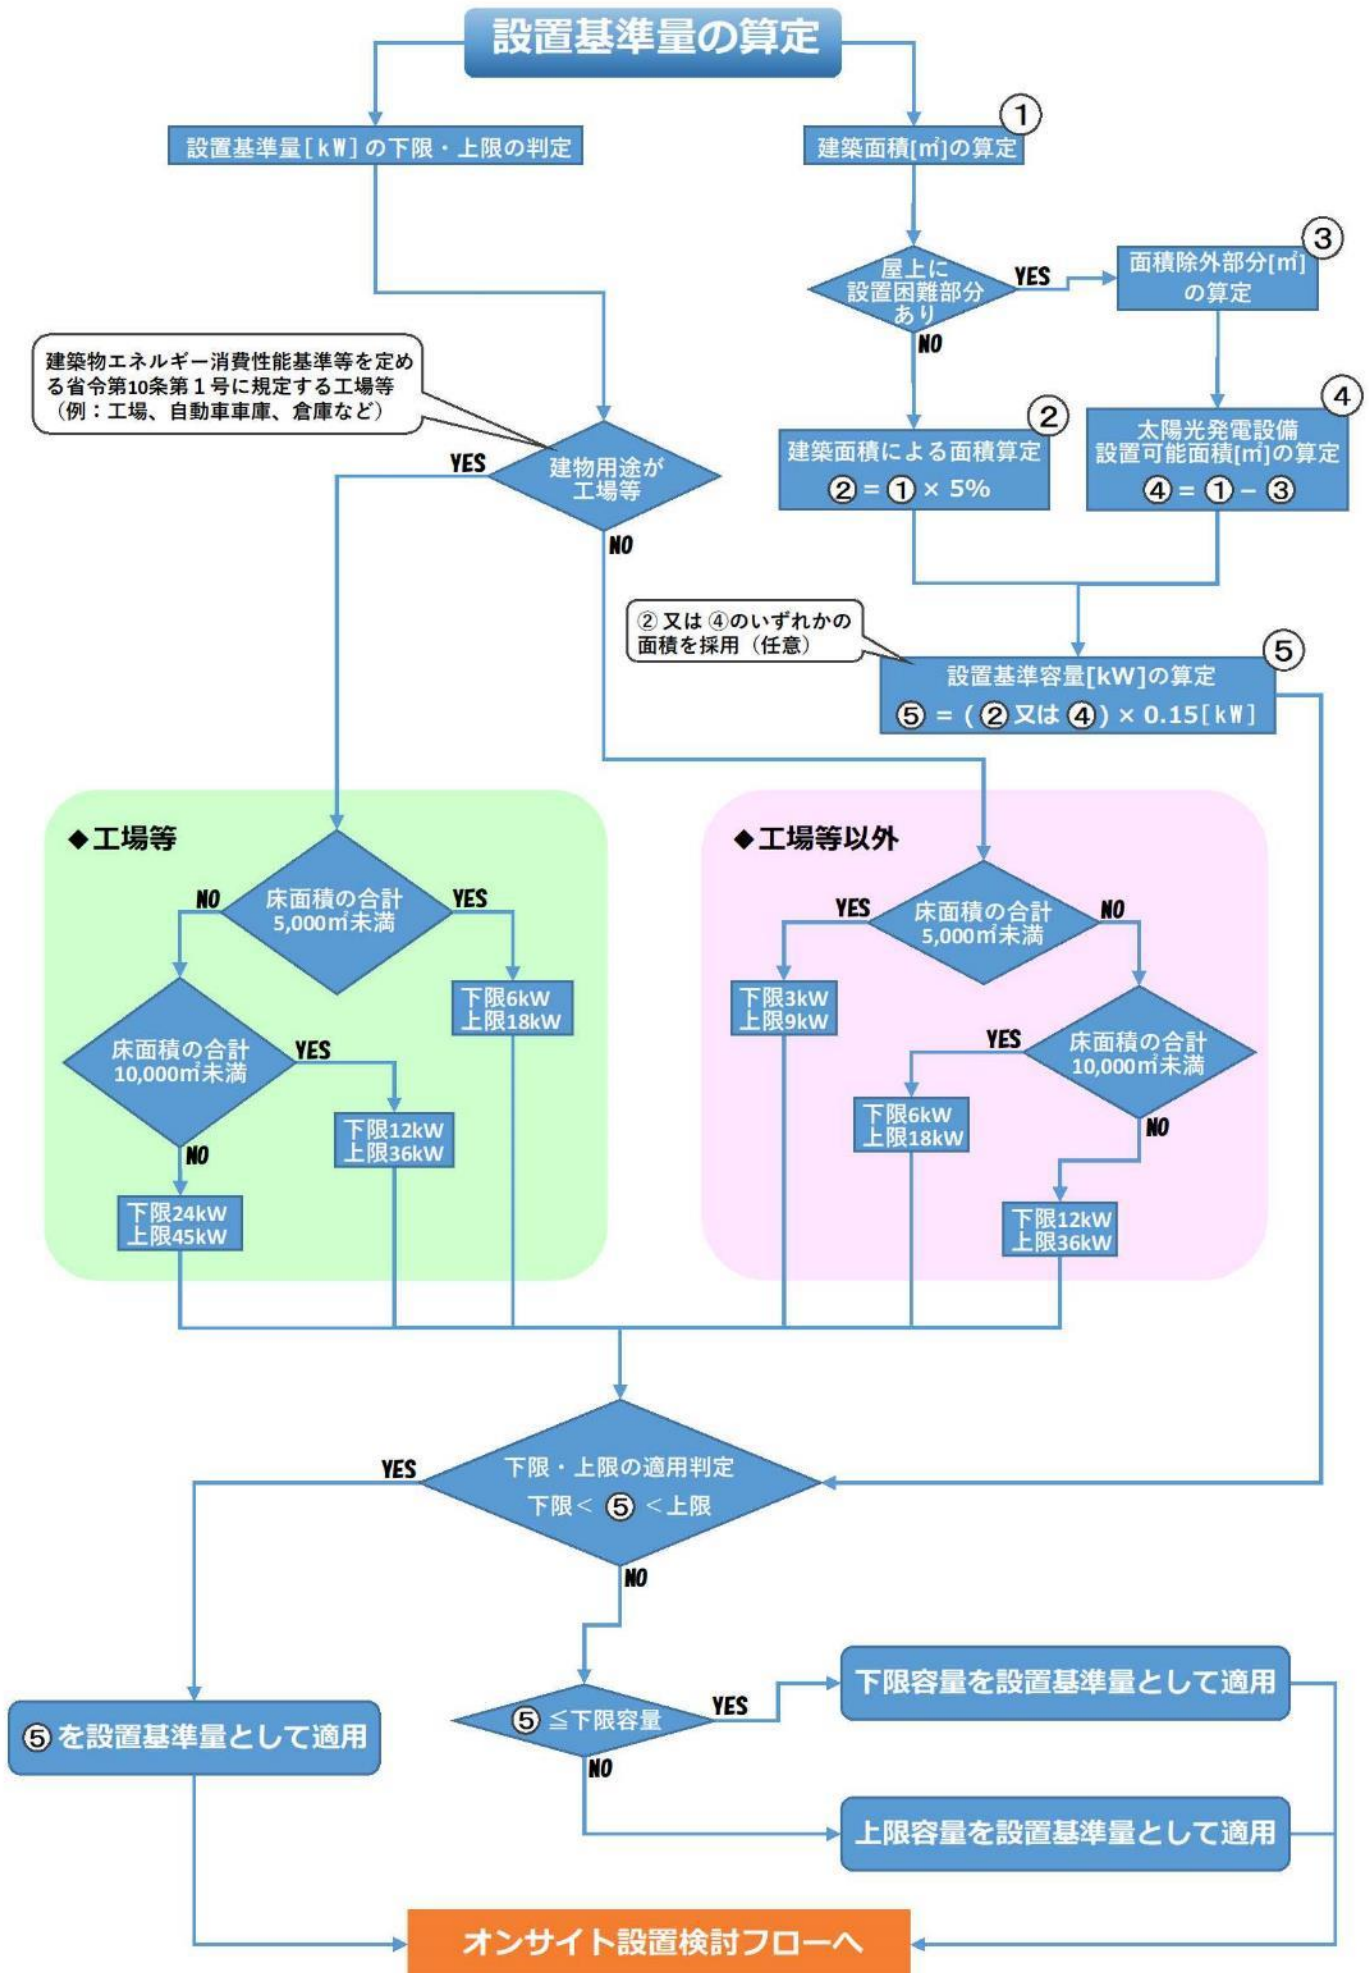 設置基準量の算定
設置基準量[kW]の下限・上限の判定
①
建築面積[㎡]の算定
屋上に
設置困難部分
あり
YES
NO
③
面積除外部分[㎡]
の算定
建築物エネルギー消費性能基準等を定め
る省令第10条第1号に規定する工場等
(例:工場、自動車車庫、倉庫など)
建物用途が
工場等
YES
NO
②
建築面積による面積算定
②=①×5%
④
太陽光発電設備
設置可能面積[㎡]の算定
④=①-③
②又は④のいずれかの
面積を採用(任意)
⑤
設置基準容量[kW]の算定
⑤=(②又は④)×0.15[kW]
◆工場等
床面積の合計
5,000㎡未満
NO
YES
下限6kW
上限18kW
床面積の合計
10,000㎡未満
YES
NO
下限12kW
上限36kW
下限24kW
上限45kW
◆工場等以外
床面積の合計
5,000㎡未満
YES
NO
下限3kW
上限9kW
床面積の合計
10,000㎡未満
YES
NO
下限6kW
上限18kW
下限12kW
上限36kW
下限・上限の適用判定
下限<⑤<上限
YES
NO
⑤を設置基準量として適用
⑤≦下限容量
YES
NO
下限容量を設置基準量として適用
上限容量を設置基準量として適用
オンサイト設置検討フローへ